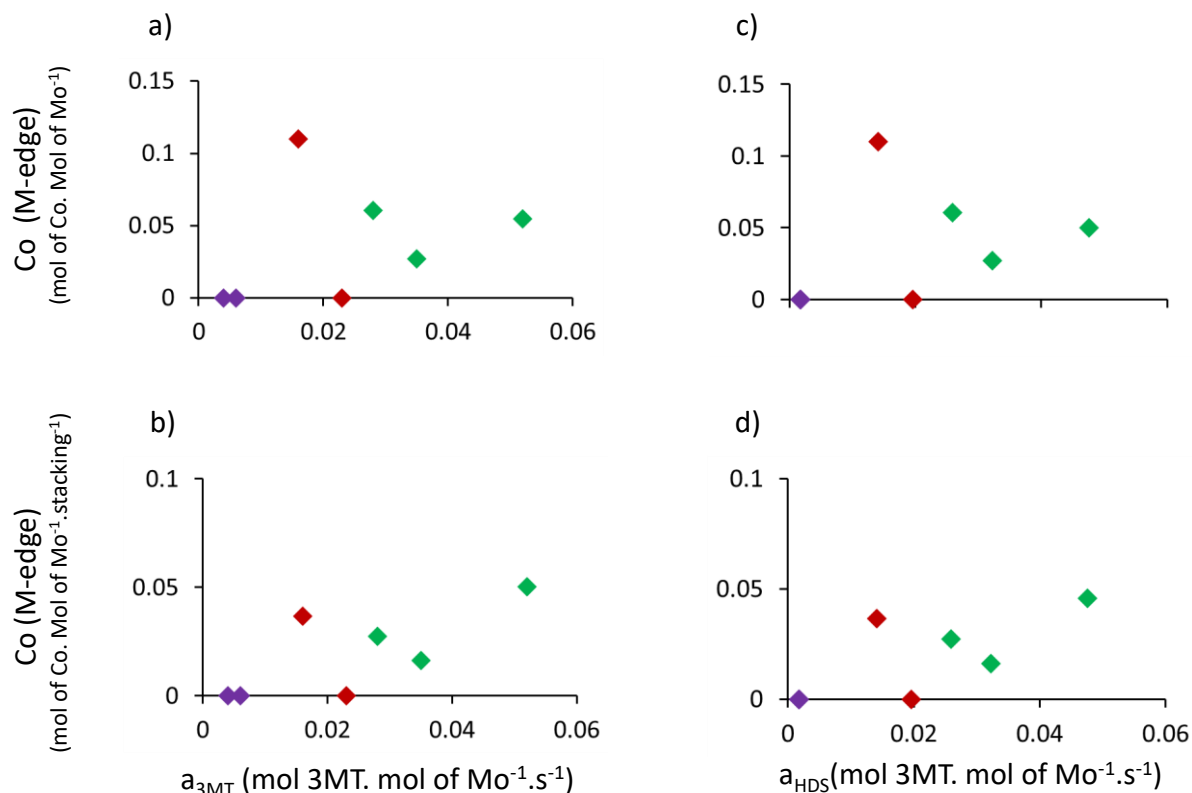 a)
Co (M-edge)
(mol of Co. Mol of Mo⁻¹)
0.15
0.1
0.05
0
0 0.02 0.04 0.06
c)
0.15
0.1
0.05
0
b)
Co (M-edge)
(mol of Co. Mol of Mo⁻¹.stacking⁻¹)
0.1
0.05
0
0 0.02 0.04 0.06
a3MT (mol 3MT. mol of Mo⁻¹.s⁻¹)
d)
0.1
0.05
0
0 0.02 0.04 0.06
aHDS(mol 3MT. mol of Mo⁻¹.s⁻¹)